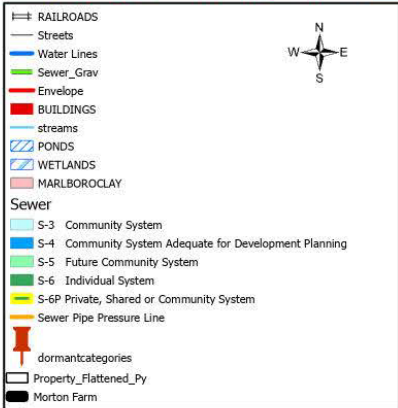 RAILROADS
Streets
Water Lines
Sewer_Grav
Envelope
BUILDINGS
streams
PONDS
WETLANDS
MARLBOROCLAY
Sewer
S-3 Community System
S-4 Community System Adequate for Development Planning
S-5 Future Community System
S-6 Individual System
S-6P Private, Shared or Community System
Sewer Pipe Pressure Line
dormantcategories
Property_Flattened_Py
Morton Farm
N
W E
S